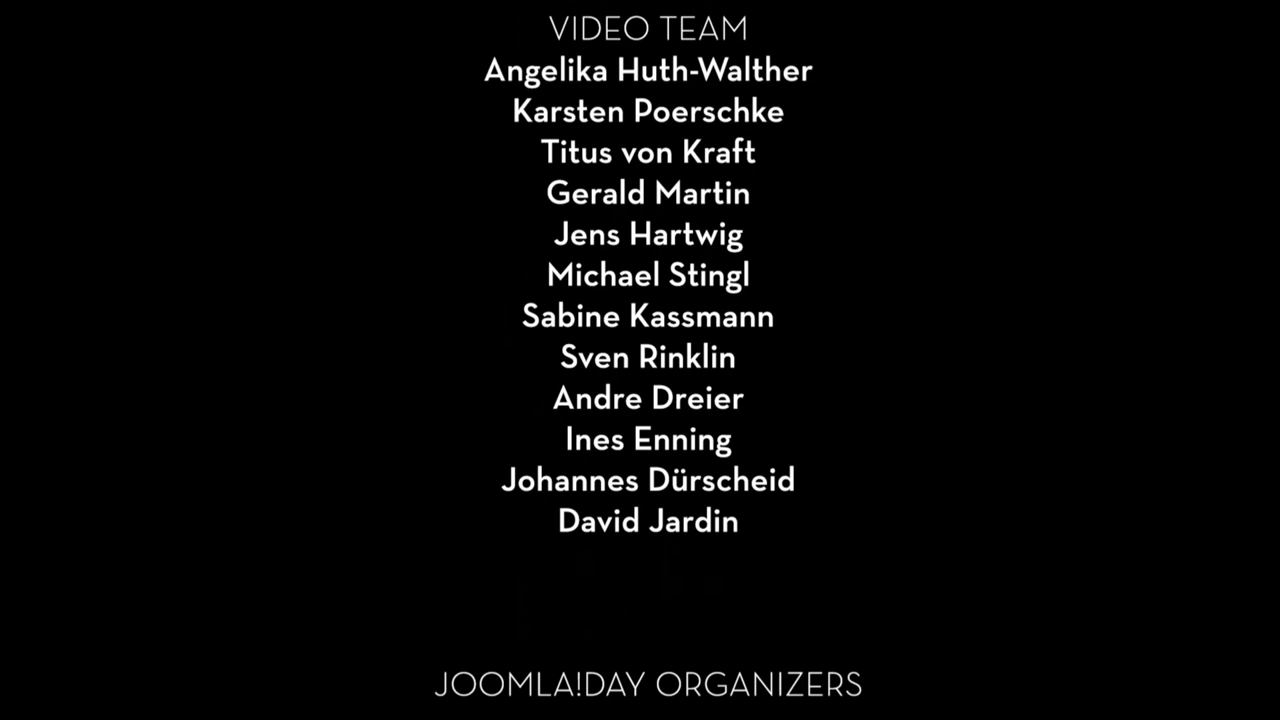 VIDEO TEAM
Angelika Huth-Walther
Karsten Poerschke
Titus von Kraft
Gerald Martin
Jens Hartwig
Michael Stingl
Sabine Kassmann
Sven Rinklin
Andre Dreier
Ines Enning
Johannes Dürscheid
David Jardin
JOOMLA!DAY ORGANIZERS